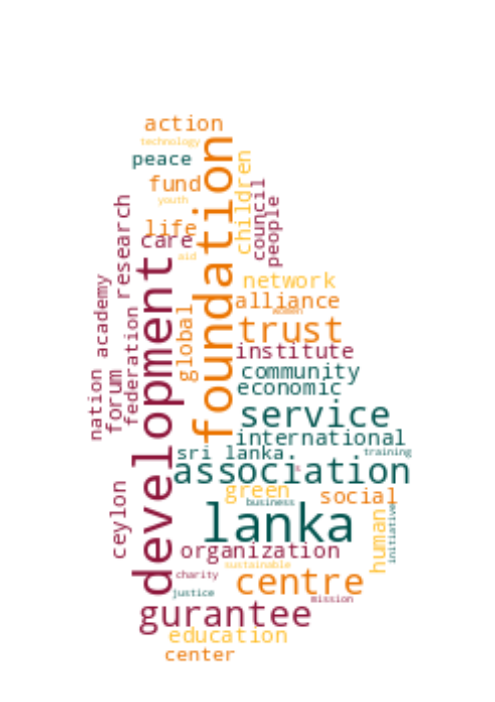 action
technology
peace
foundation
children
fund
council
youth
people
research
life
care
aid
development
network
academy
alliance
global
women
federation
trust
institute
forum
nation
community
economic
service
international
sri lanka
training
association
ceylon
green
social
business
lanka
human
initiative
organization
sustainable
charity
centre
justice
mission
gurantee
education
center